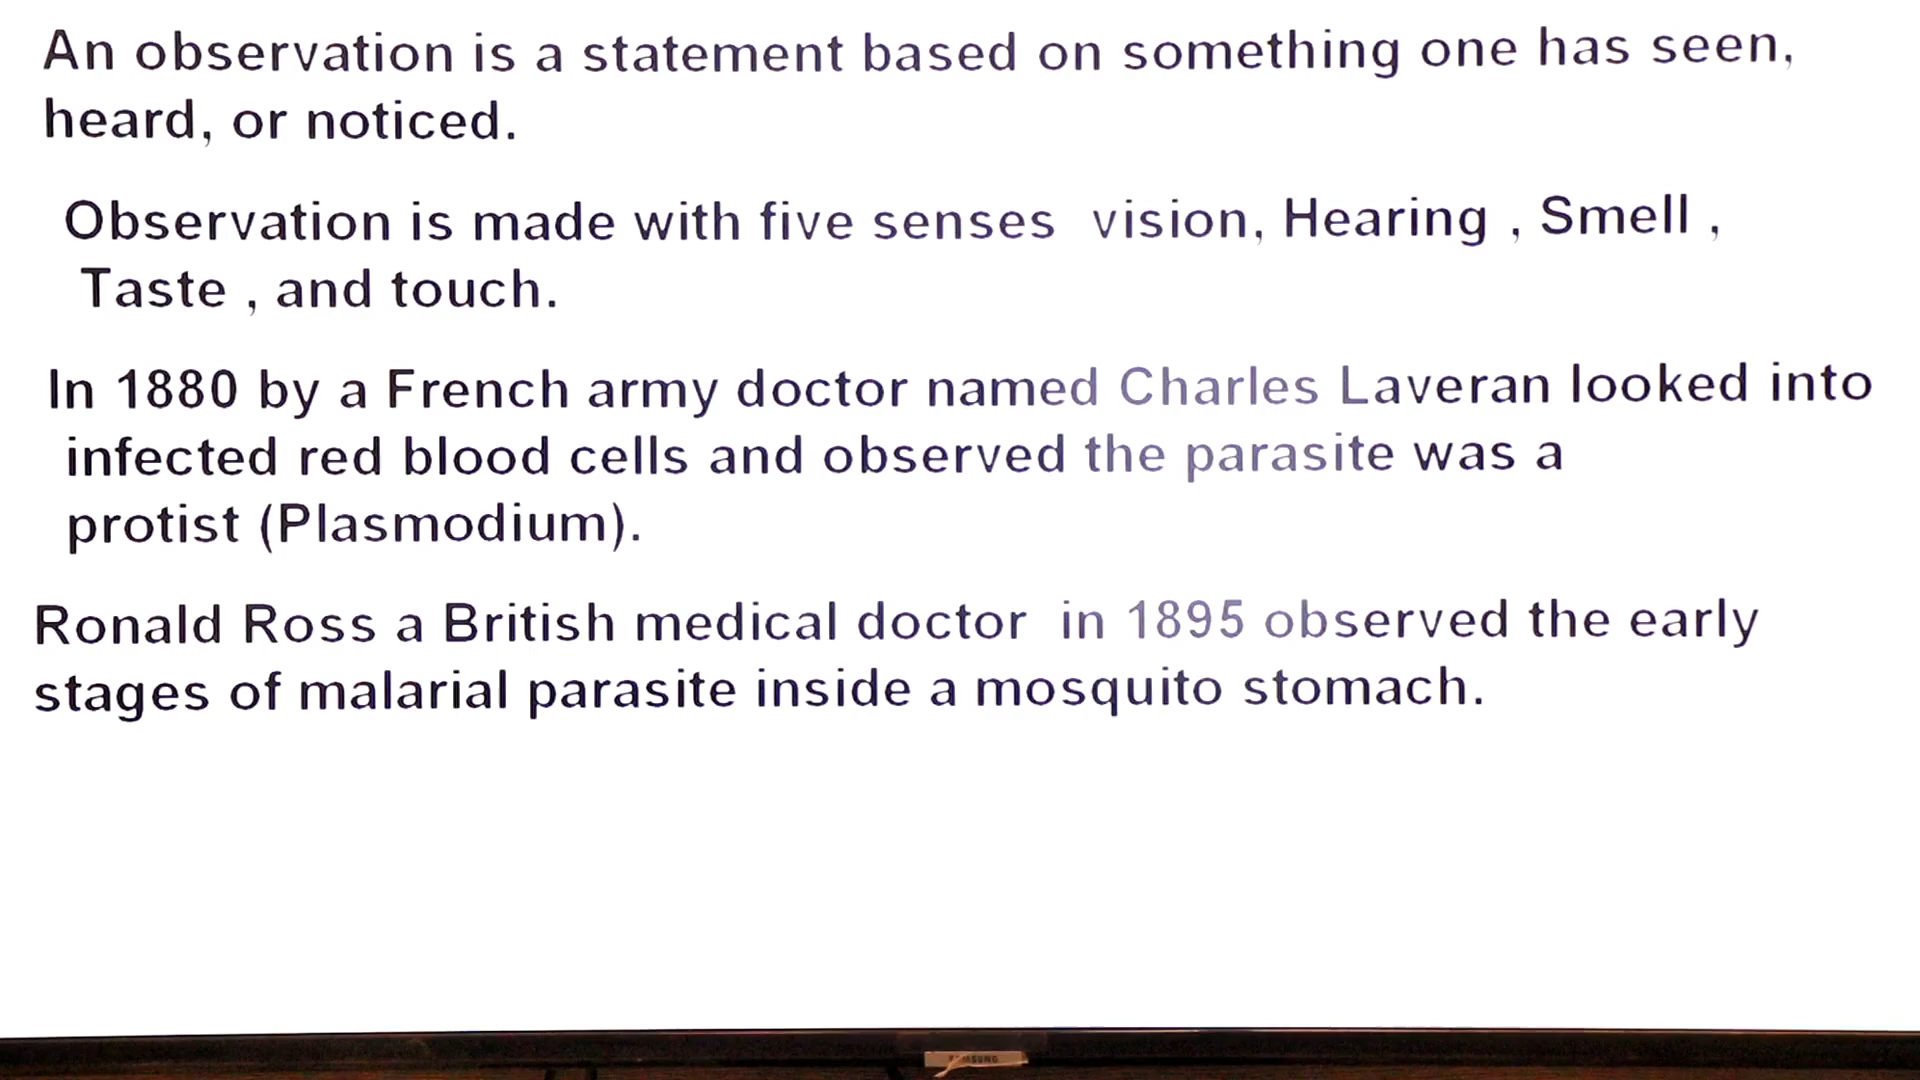 An observation is a statement based on something one has seen,
heard, or noticed.
Observation is made with five senses vision, Hearing , Smell ,
Taste , and touch.
In 1880 by a French army doctor named Charles Laveran looked into
infected red blood cells and observed the parasite was a
protist (Plasmodium).
Ronald Ross a British medical doctor in 1895 observed the early
stages of malarial parasite inside a mosquito stomach.
SAMSUNG